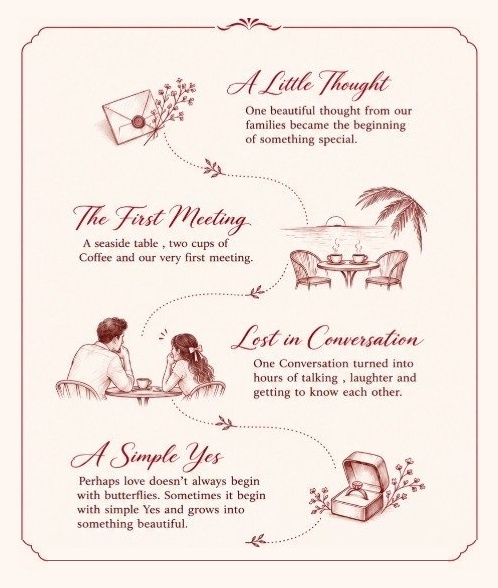 A Little Thought
One beautiful thought from our
families became the beginning
of something special.
The First Meeting
A seaside table , two cups of
Coffee and our very first meeting.
Lost in Conversation
One Conversation turned into
hours of talking , laughter and
getting to know each other.
A Simple Yes
Perhaps love doesn't always begin
with butterflies. Sometimes it begin
with simple Yes and grows into
something beautiful.